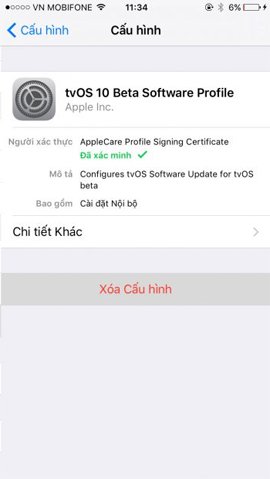 VN MOBIFONE 11:34 6%
Cấu hình Cấu hình
tvOS 10 Beta Software Profile
Apple Inc.
Người xác thực AppleCare Profile Signing Certificate
Đã xác minh
Mô tả Configures tvOS Software Update for tvOS
beta
Bao gồm Cài đặt Nội bộ
Chi tiết Khác
Xóa Cấu hình